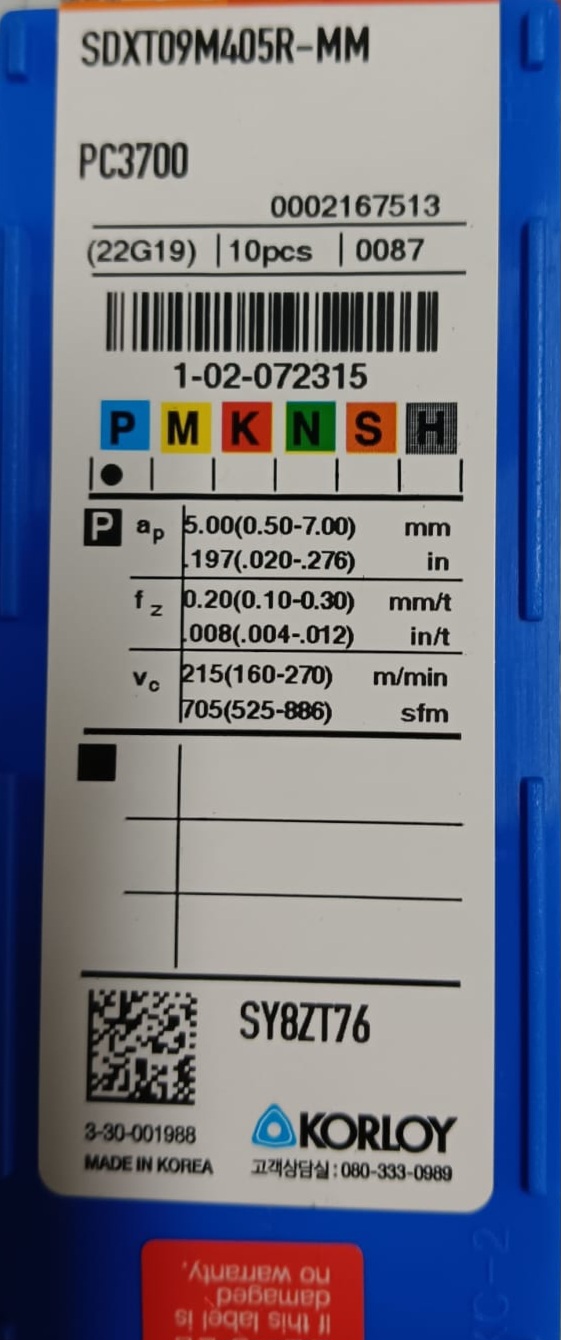 SDXT09M405R-MM
PC3700
0002167513
(22G19) | 10pcs | 0087
1-02-072315
P M K N S H
P ap 5.00(0.50-7.00) mm
.197(.020-.276) in
fz 0.20(0.10-0.30) mm/t
.008(.004-.012) in/t
vc 215(160-270) m/min
705(525-886) sfm
SY8ZT76
3-30-001988
KORLOY
MADE IN KOREA
고객상담실 : 080-333-0989
If this label is
damaged
no warranty.